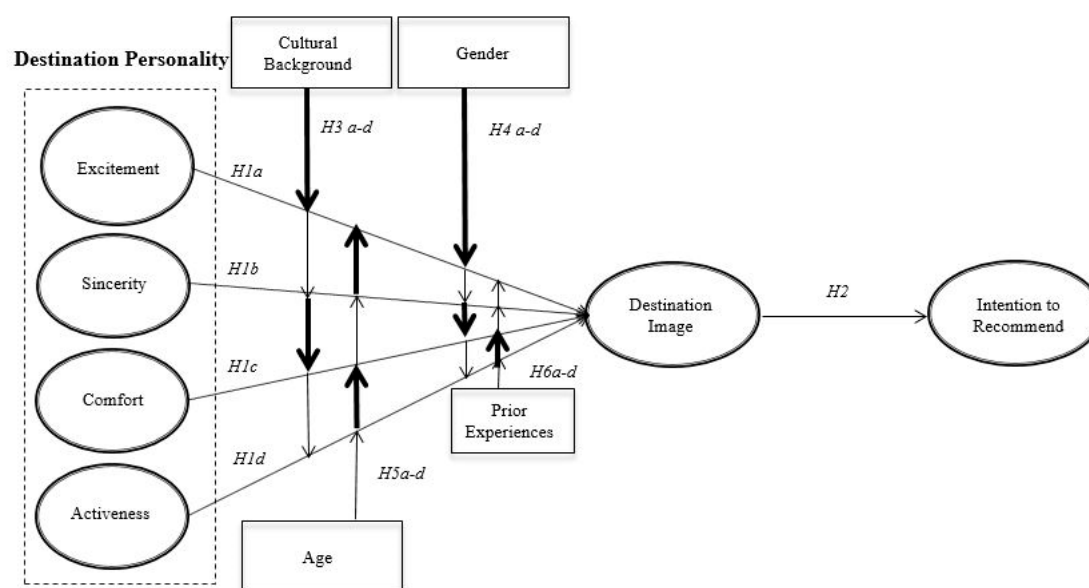 Cultural
Background
Gender
Destination Personality
H3 a-d
H4 a-d
Excitement
H1a
Sincerity
H1b
Destination
Image
H2
Intention to
Recommend
Comfort
H1c
H6a-d
Prior
Experiences
H1d
H5a-d
Activeness
Age